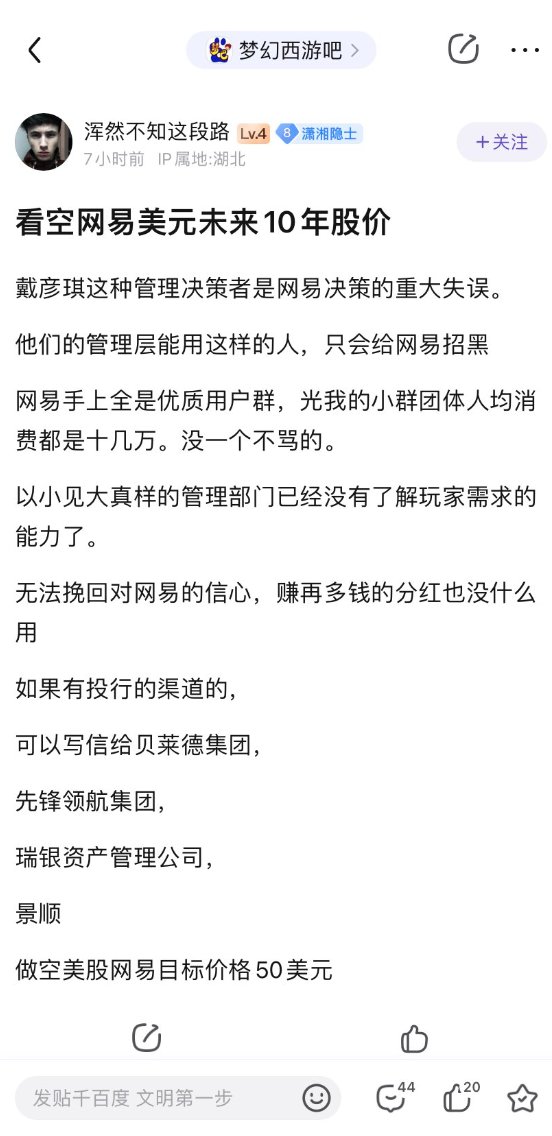 梦幻西游吧
浑然不知这段路 Lv.4 8 潇湘隐士
+关注
7小时前 IP属地:湖北
看空网易美元未来10年股价
戴彦琪这种管理决策者是网易决策的重大失误。
他们的管理层能用这样的人，只会给网易招黑
网易手上全是优质用户群，光我的小群团体人均消
费都是十几万。没一个不骂的。
以小见大真样的管理部门已经没有了解玩家需求的
能力了。
无法挽回对网易的信心，赚再多钱的分红也没什么
用
如果有投行的渠道的，
可以写信给贝莱德集团，
先锋领航集团，
瑞银资产管理公司，
景顺
做空美股网易目标价格50美元
发贴千百度 文明第一步
44
20